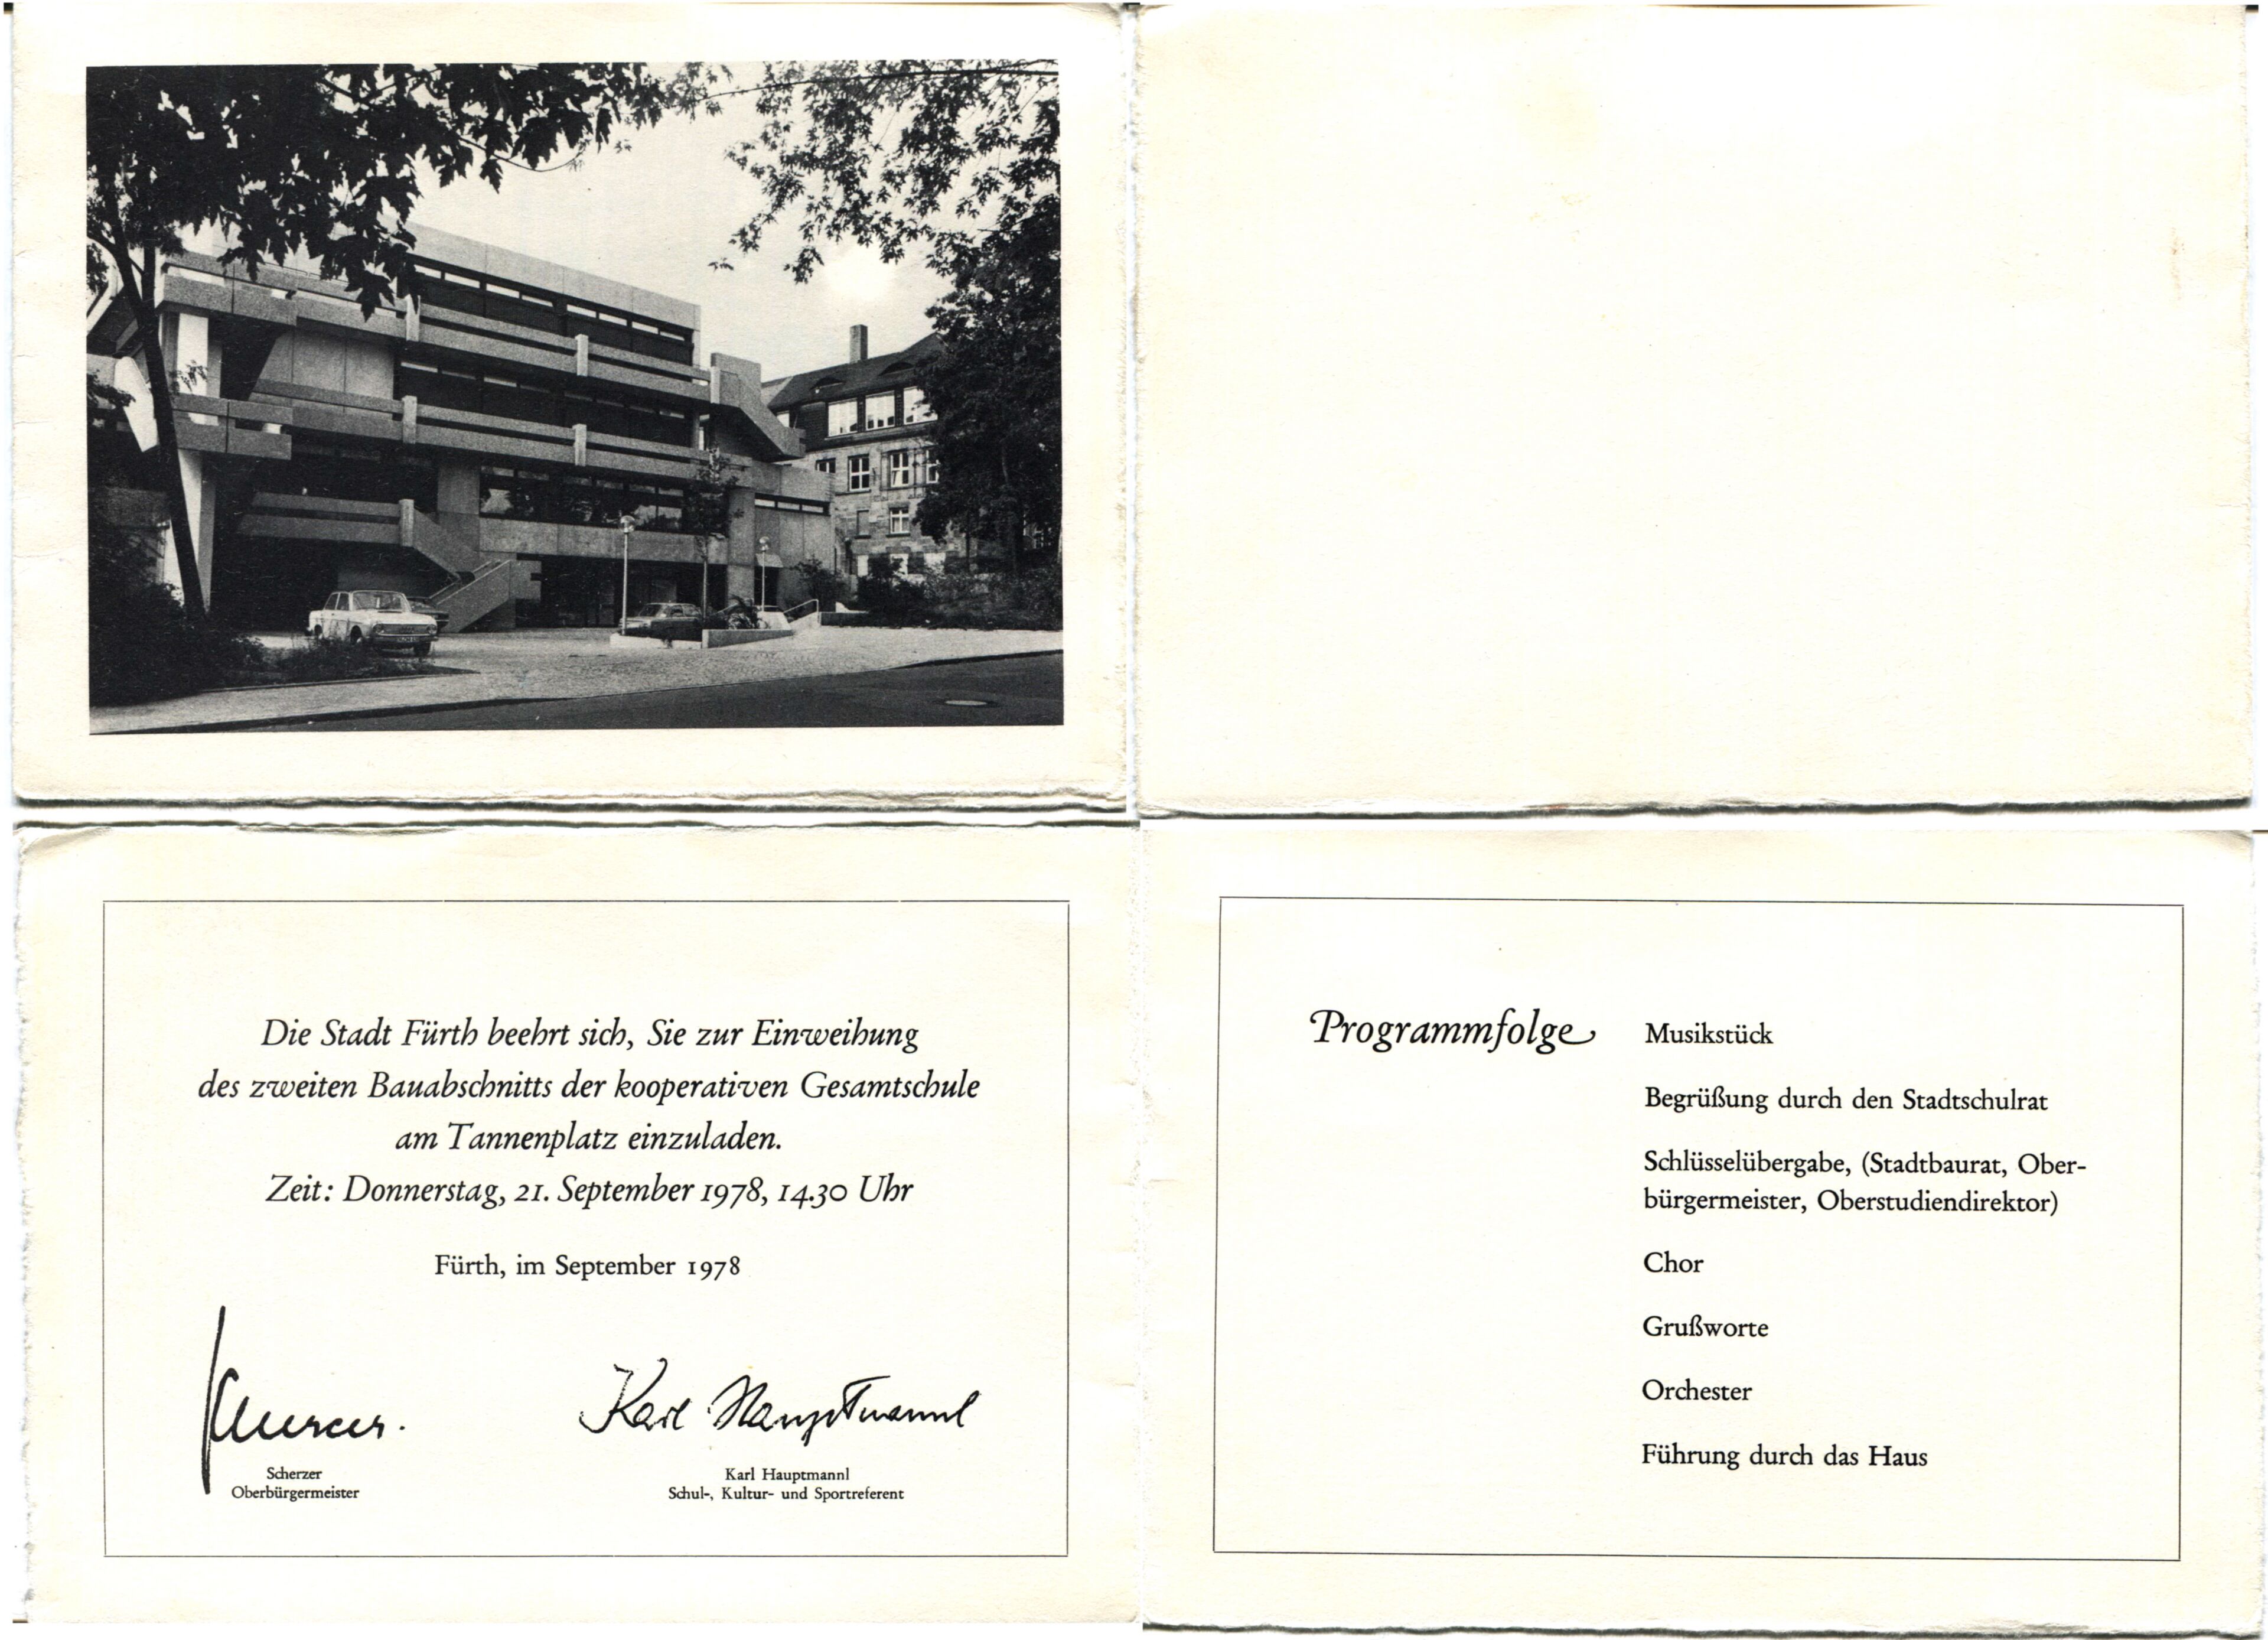 Die Stadt Fürth beehrt sich, Sie zur Einweihung
des zweiten Bauabschnitts der kooperativen Gesamtschule
am Tannenplatz einzuladen.
Zeit: Donnerstag, 21. September 1978, 14.30 Uhr
Fürth, im September 1978
Karl Hauptmannl
Scherzer
Oberbürgermeister
Karl Hauptmannl
Schul-, Kultur- und Sportreferent
Programmfolge
Musikstück
Begrüßung durch den Stadtschulrat
Schlüsselübergabe, (Stadtbaurat, Ober-
bürgermeister, Oberstudiendirektor)
Chor
Grußworte
Orchester
Führung durch das Haus